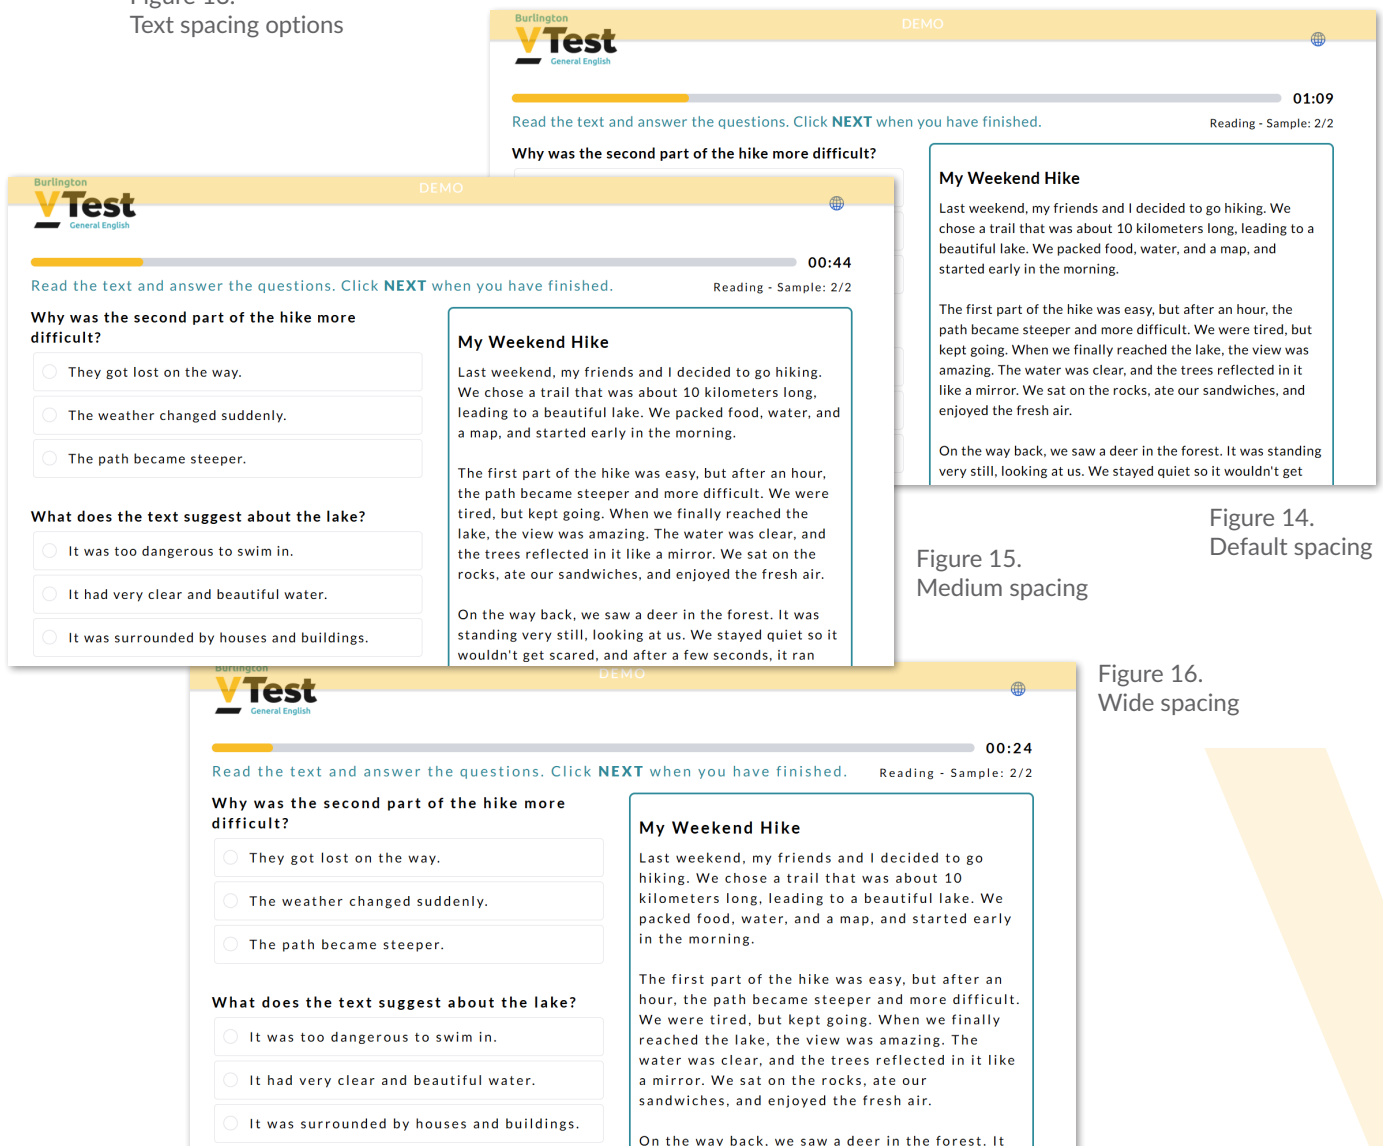 Text spacing options
Burlington
VTest
General English
DEMO
01:09
Read the text and answer the questions. Click NEXT when you have finished.
Reading - Sample: 2/2
Why was the second part of the hike more difficult?
My Weekend Hike
Last weekend, my friends and I decided to go hiking. We
chose a trail that was about 10 kilometers long, leading to a
beautiful lake. We packed food, water, and a map, and
started early in the morning.
The first part of the hike was easy, but after an hour, the
path became steeper and more difficult. We were tired, but
kept going. When we finally reached the lake, the view was
amazing. The water was clear, and the trees reflected in it
like a mirror. We sat on the rocks, ate our sandwiches, and
enjoyed the fresh air.
On the way back, we saw a deer in the forest. It was standing
very still, looking at us. We stayed quiet so it wouldn't get
Figure 14.
Default spacing
Burlington
VTest
General English
DEMO
00:44
Read the text and answer the questions. Click NEXT when you have finished.
Reading - Sample: 2/2
Why was the second part of the hike more
difficult?
They got lost on the way.
The weather changed suddenly.
The path became steeper.
What does the text suggest about the lake?
It was too dangerous to swim in.
It had very clear and beautiful water.
It was surrounded by houses and buildings.
My Weekend Hike
Last weekend, my friends and I decided to go hiking.
We chose a trail that was about 10 kilometers long,
leading to a beautiful lake. We packed food, water, and
a map, and started early in the morning.
The first part of the hike was easy, but after an hour,
the path became steeper and more difficult. We were
tired, but kept going. When we finally reached the
lake, the view was amazing. The water was clear, and
the trees reflected in it like a mirror. We sat on the
rocks, ate our sandwiches, and enjoyed the fresh air.
On the way back, we saw a deer in the forest. It was
standing very still, looking at us. We stayed quiet so it
wouldn't get scared, and after a few seconds, it ran
Figure 15.
Medium spacing
Burlington
VTest
General English
DEMO
00:24
Read the text and answer the questions. Click NEXT when you have finished.
Reading - Sample: 2/2
Why was the second part of the hike more
difficult?
They got lost on the way.
The weather changed suddenly.
The path became steeper.
What does the text suggest about the lake?
It was too dangerous to swim in.
It had very clear and beautiful water.
It was surrounded by houses and buildings.
My Weekend Hike
Last weekend, my friends and I decided to go
hiking. We chose a trail that was about 10
kilometers long, leading to a beautiful lake. We
packed food, water, and a map, and started early
in the morning.
The first part of the hike was easy, but after an
hour, the path became steeper and more difficult.
We were tired, but kept going. When we finally
reached the lake, the view was amazing. The
water was clear, and the trees reflected in it like
a mirror. We sat on the rocks, ate our
sandwiches, and enjoyed the fresh air.
On the way back, we saw a deer in the forest. It
Figure 16.
Wide spacing